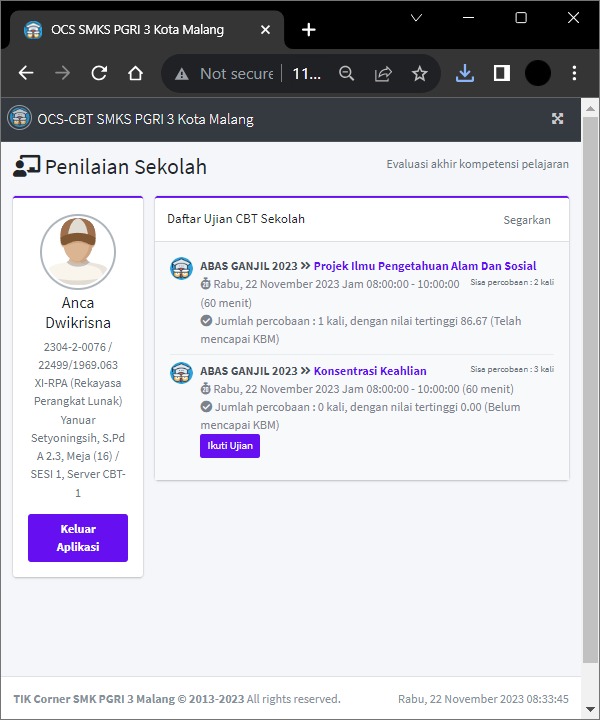 OCS SMKS PGRI 3 Kota Malang
Not secure
11...
OCS-CBT SMKS PGRI 3 Kota Malang
Penilaian Sekolah
Evaluasi akhir kompetensi pelajaran
Anca
Dwikrisna
2304-2-0076 /
22499/1969.063
XI-RPA (Rekayasa
Perangkat Lunak)
Yanuar
Setyoningsih, S.Pd
A 2.3, Meja (16) /
SESI 1, Server CBT-
1
Keluar
Aplikasi
Daftar Ujian CBT Sekolah
Segarkan
ABAS GANJIL 2023 » Projek Ilmu Pengetahuan Alam Dan Sosial
Rabu, 22 November 2023 Jam 08:00:00 - 10:00:00
Sisa percobaan : 2 kali
(60 menit)
Jumlah percobaan : 1 kali, dengan nilai tertinggi 86.67 (Telah
mencapai KBM)
ABAS GANJIL 2023 » Konsentrasi Keahlian
Sisa percobaan : 3 kali
Rabu, 22 November 2023 Jam 08:00:00 - 10:00:00 (60 menit)
Jumlah percobaan : 0 kali, dengan nilai tertinggi 0.00 (Belum
mencapai KBM)
Ikuti Ujian
TIK Corner SMK PGRI 3 Malang © 2013-2023 All rights reserved.
Rabu, 22 November 2023 08:33:45